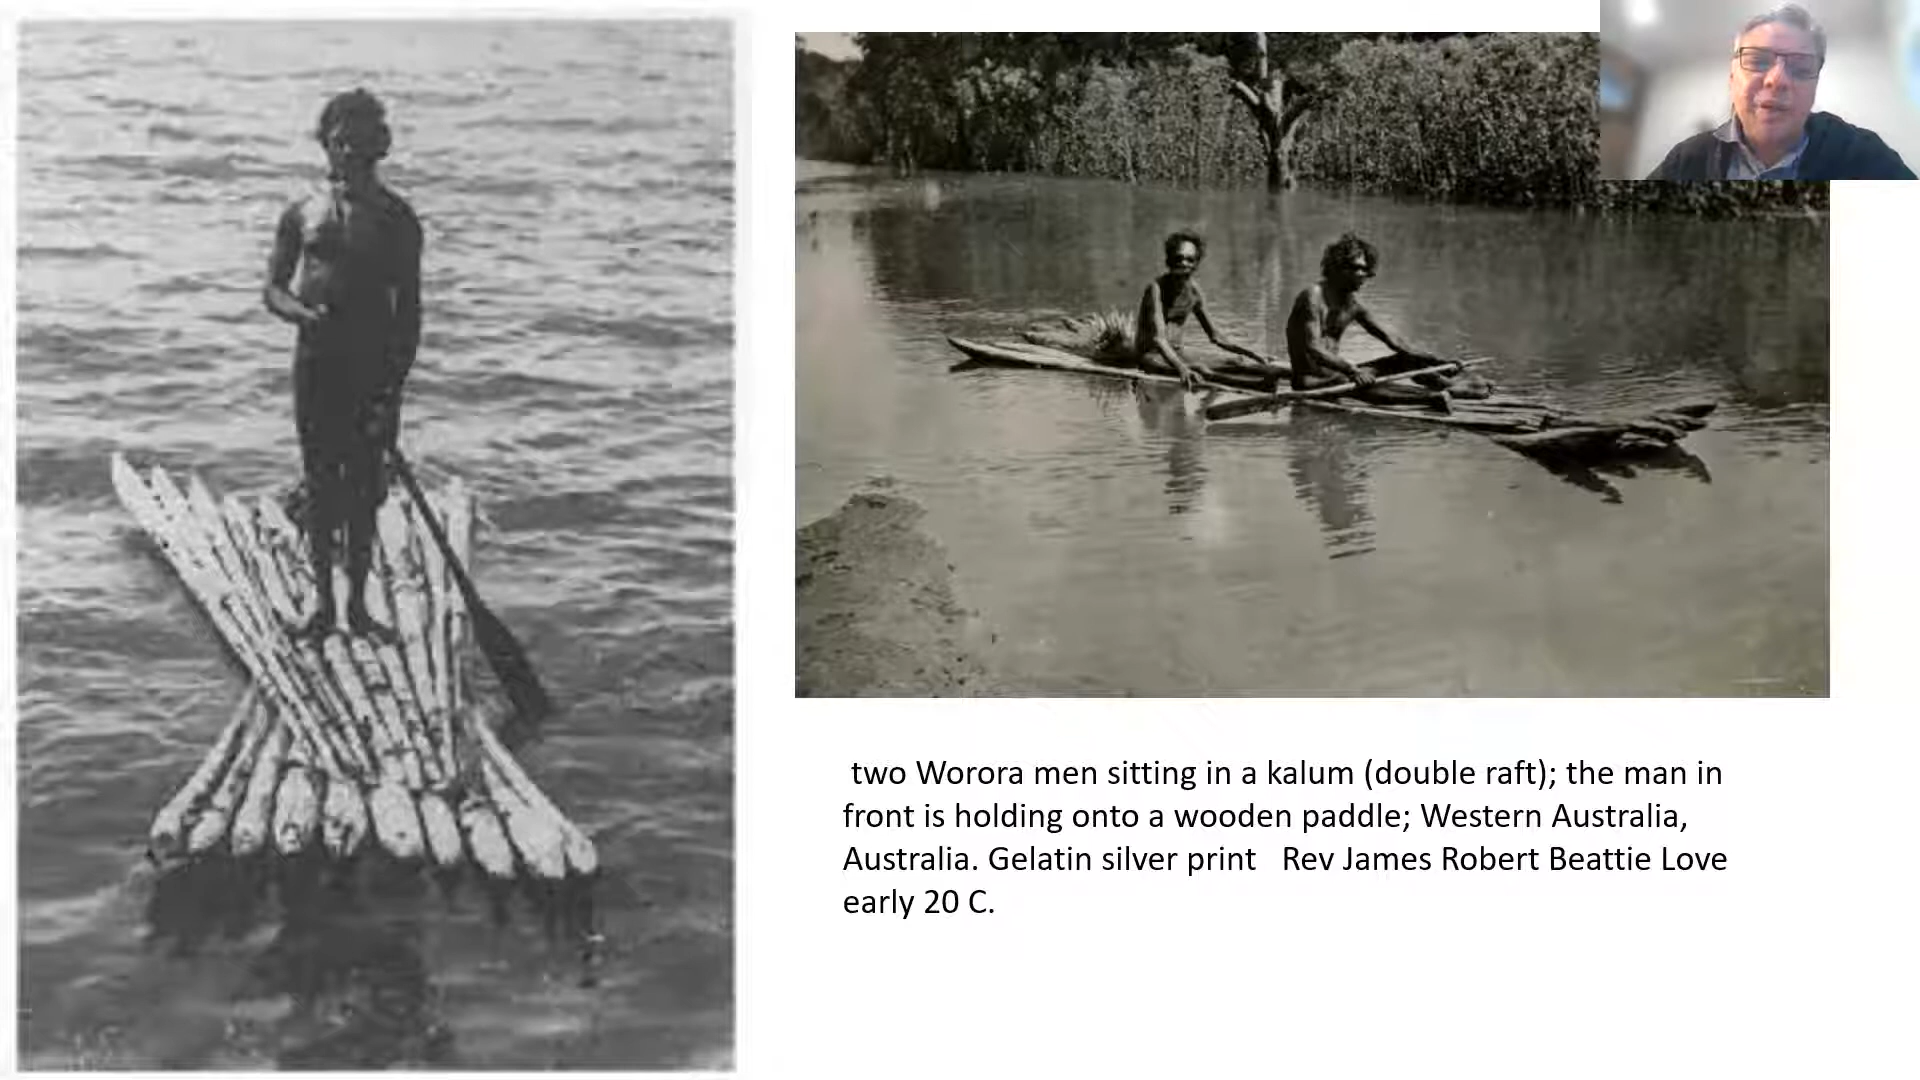 two Worora men sitting in a kalum (double raft); the man in
front is holding onto a wooden paddle; Western Australia,
Australia. Gelatin silver print   Rev James Robert Beattie Love
early 20 C.